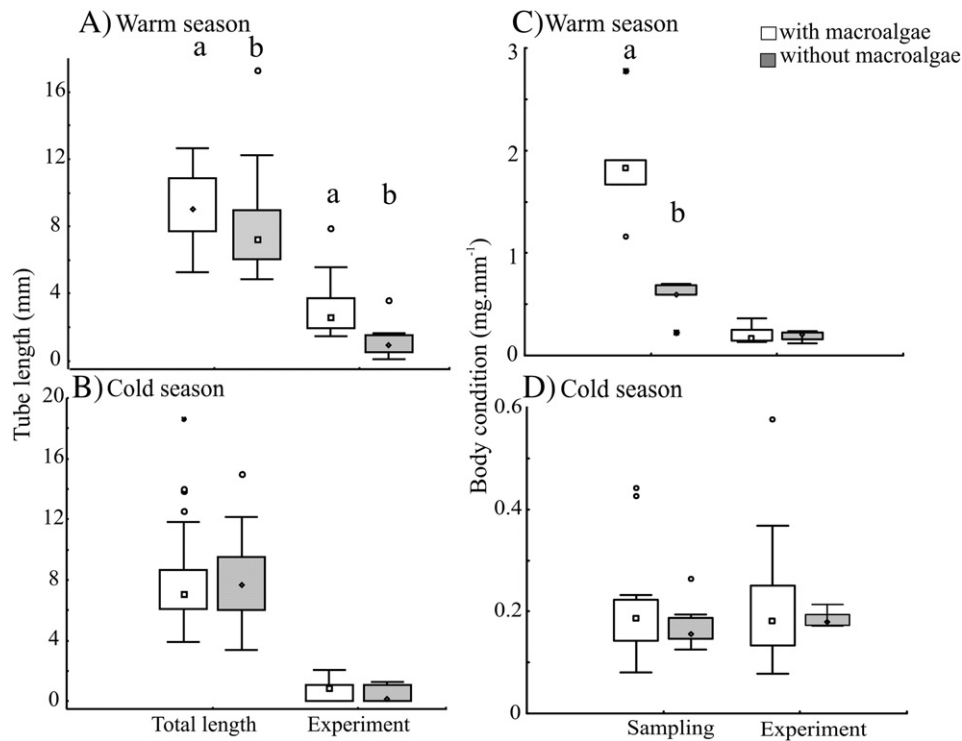 A) Warm season
a b
a b
16
12
8
4
0
Tube length (mm)
B) Cold season
20
16
12
8
4
0
Total length Experiment
C) Warm season
with macroalgae
without macroalgae
a
b
3
2
1
0
Body condition (mg.mm⁻¹)
D) Cold season
0.6
0.4
0.2
0
Sampling Experiment